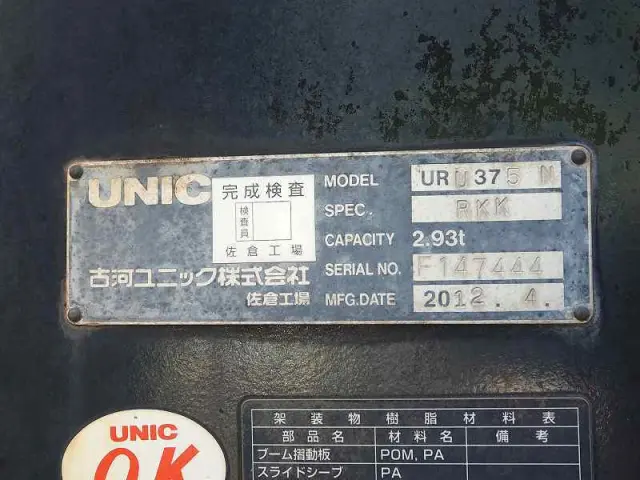 UNIC
完成検査
検査員
佐倉工場
古河ユニック株式会社
佐倉工場
MODEL URU375N
SPEC. RKK
CAPACITY 2.93t
SERIAL NO. F147444
MFG.DATE 2012. 4.
UNIC
O.K
架装物樹脂材料表
部品名 材料名 備考
ブーム摺動板 POM, PA
スライドシーブ PA